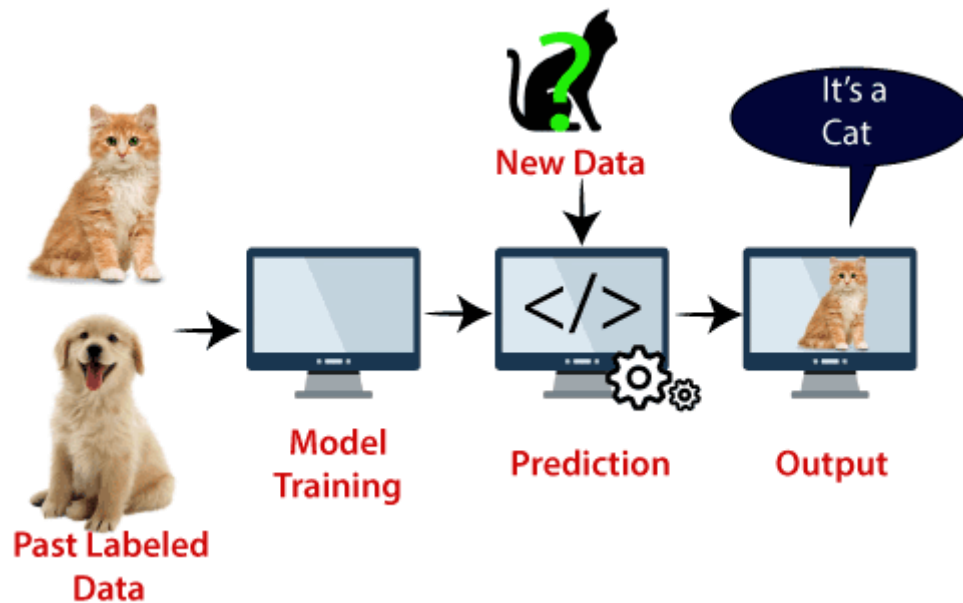 It's a
Cat
?
New Data
</>
Model
Training
Prediction
Output
Past Labeled
Data